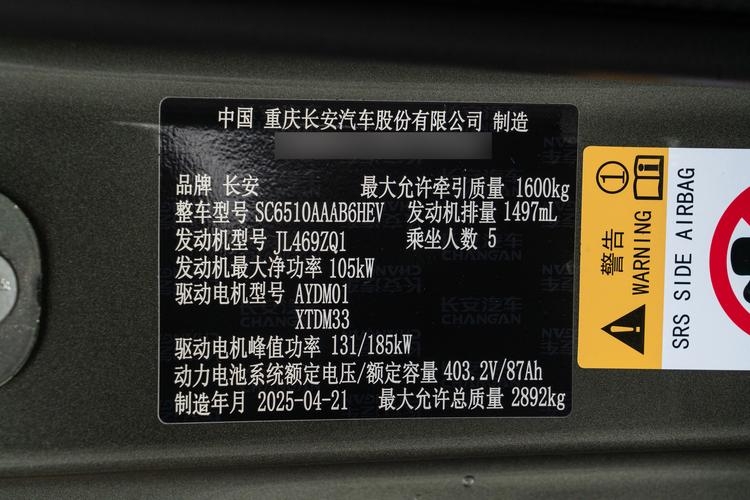 中国 重庆长安汽车股份有限公司 制造
品牌 长安 最大允许牵引质量 1600kg
整车型号 SC6510AAAB6HEV 发动机排量 1497mL
发动机型号 JL469ZQ1 乘坐人数 5
发动机最大净功率 105kW
驱动电机型号 AYDM01
XTDM33
驱动电机峰值功率 131/185kW
动力电池系统额定电压/额定容量 403.2V/87Ah
制造年月 2025-04-21 最大允许总质量 2892kg
长安汽车
CHANGAN
①
警告
WARNING
SRS SIDE AIRBAG